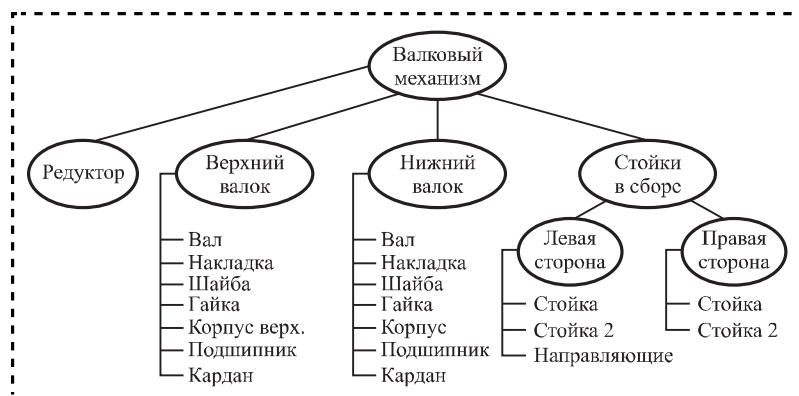 Валковый
механизм
Редуктор
Верхний
валок
Нижний
валок
Стойки
в сборе
Вал
Накладка
Шайба
Гайка
Корпус верх.
Подшипник
Кардан
Вал
Накладка
Шайба
Гайка
Корпус
Подшипник
Кардан
Левая
сторона
Стойка
Стойка 2
Направляющие
Правая
сторона
Стойка
Стойка 2